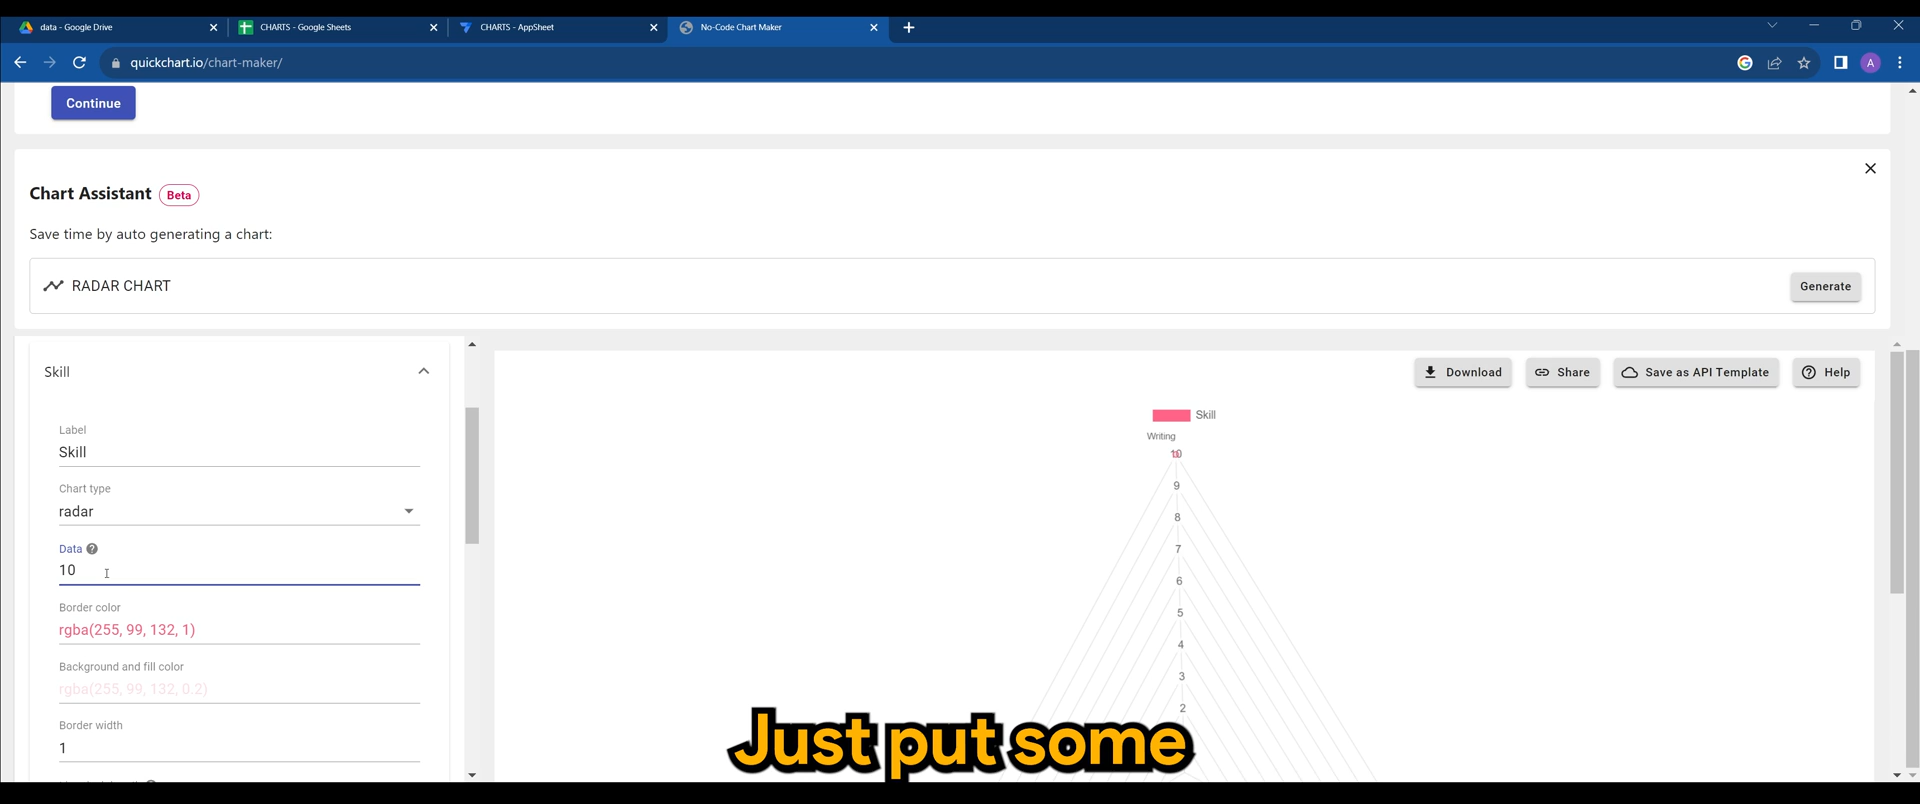 data - Google Drive
CHARTS - Google Sheets
CHARTS - AppSheet
No-Code Chart Maker
quickchart.io/chart-maker/
A
Continue
Chart Assistant Beta
Save time by auto generating a chart:
RADAR CHART
Generate
Skill
Download
Share
Save as API Template
Help
Label
Skill
Chart type
radar
Data
10
Border color
rgba(255, 99, 132, 1)
Background and fill color
rgba(255, 99, 132, 0.2)
Border width
1
Skill
Writing
10
9
8
7
6
5
4
3
2
Just put some